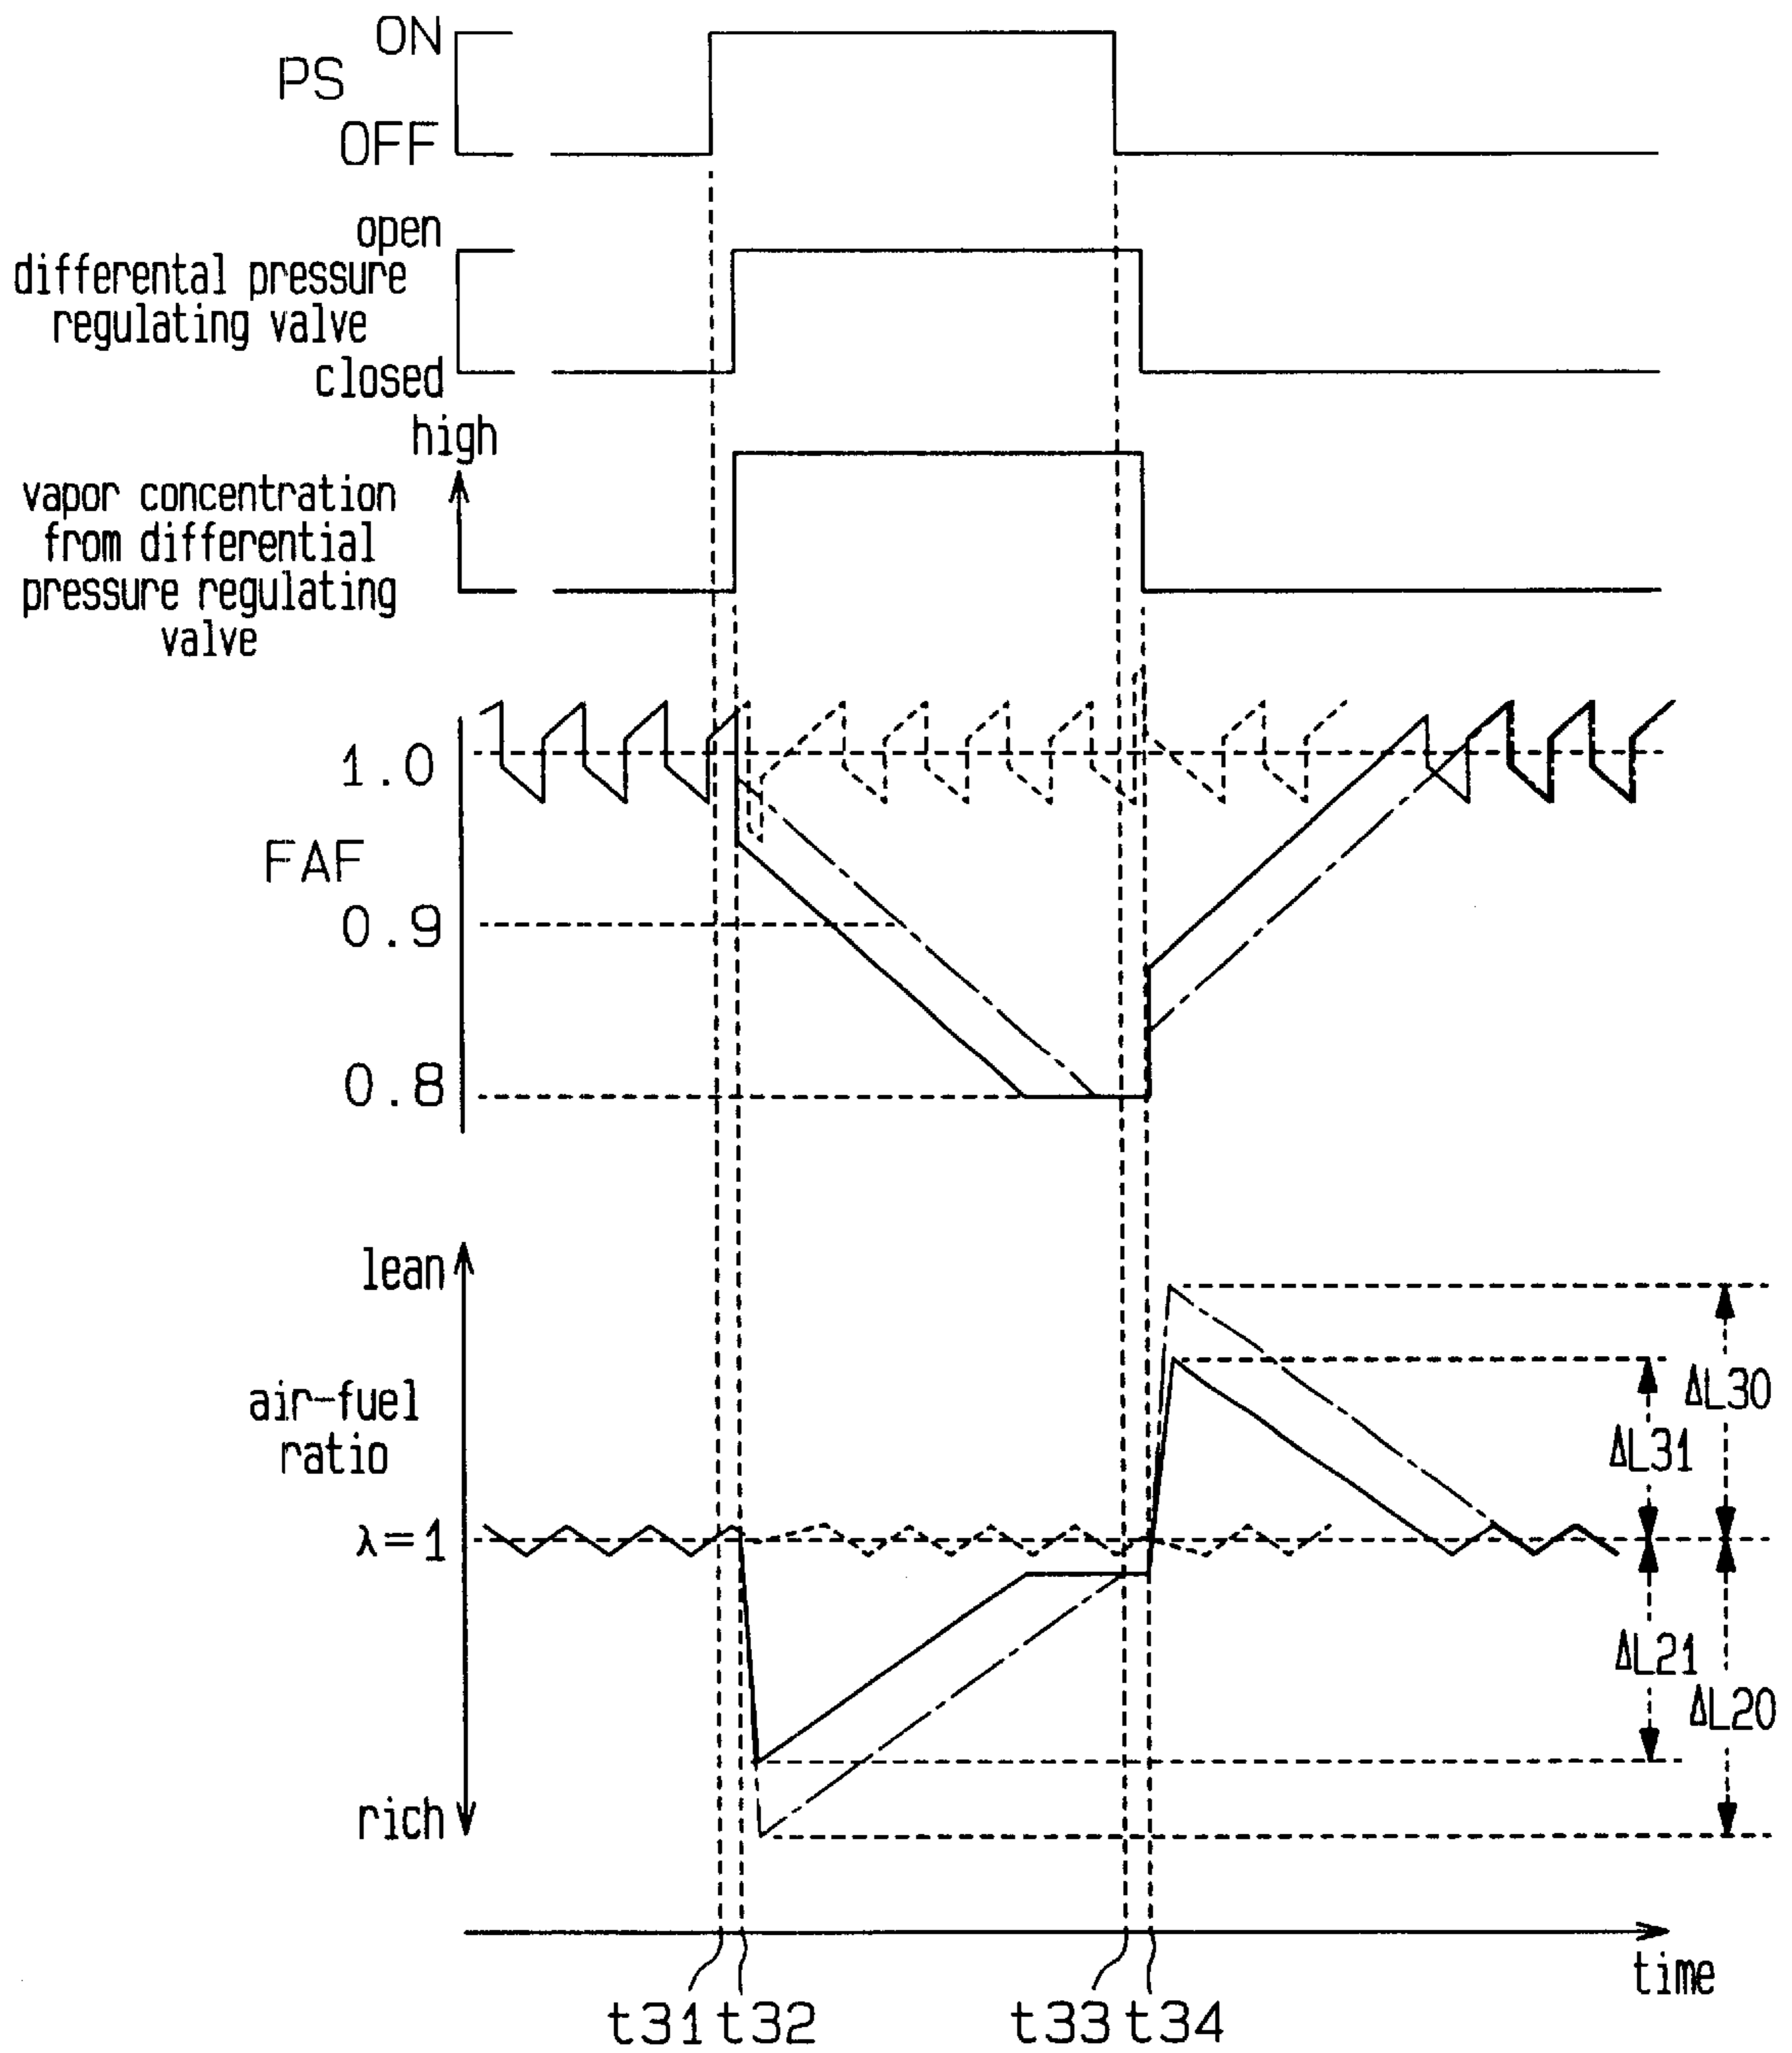 ON
PS
OFF
open
differental pressure
regulating valve
closed
high
vapor concentration
from differential
pressure regulating
valve
1.0
FAF
0.9
0.8
lean
air-fuel
ratio
λ=1
rich
ΔL30
ΔL31
ΔL21
ΔL20
time
t31 t32
t33 t34